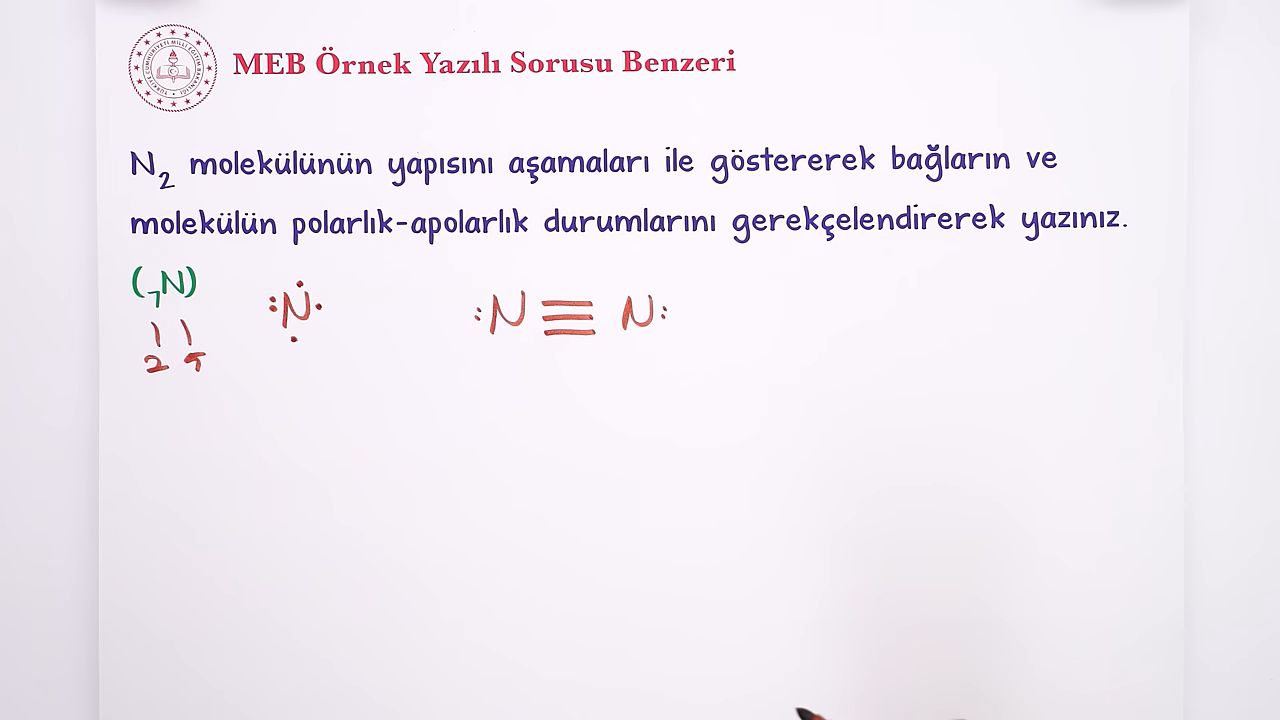 MEB Örnek Yazılı Sorusu Benzeri
N₂ molekülünün yapısını aşamaları ile göstererek bağların ve
molekülün polarlık-apolarlık durumlarını gerekçelendirerek yazınız.
(₇N) :N· :N≡N:
2 5